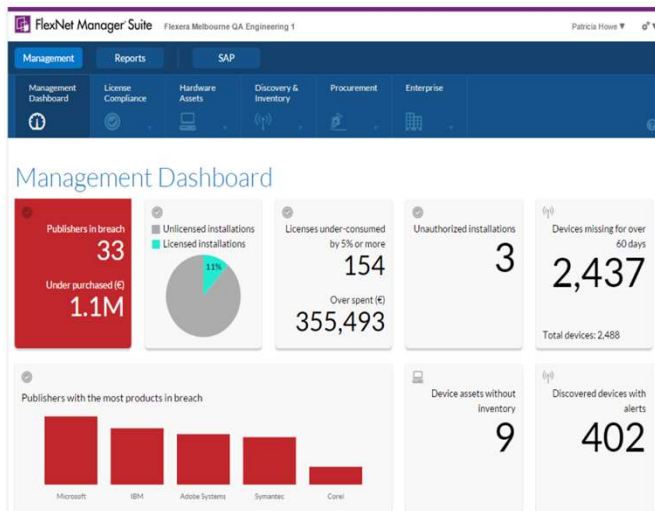 FlexNet Manager Suite Flexera Melbourne QA Engineering 1 Patricia Howe
Management Reports SAP
Management Dashboard
License Compliance
Hardware Assets
Discovery & Inventory
Procurement
Enterprise
Management Dashboard
Publishers in breach
33
Under purchased (€)
1.1M
Unlicensed installations
Licensed installations
11%
Licenses under-consumed
by 5% or more
154
Over spent (€)
355,493
Unauthorized installations
3
Devices missing for over
60 days
2,437
Total devices: 2,488
Publishers with the most products in breach
Microsoft IBM Adobe Systems Symantec Corel
Device assets without
inventory
9
Discovered devices with
alerts
402